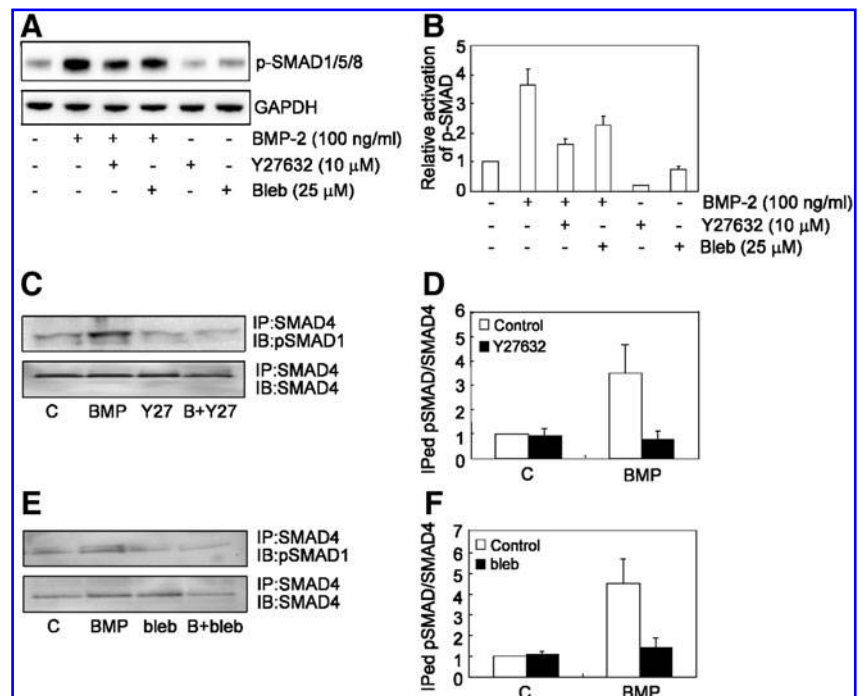 A
p-SMAD1/5/8
GAPDH
- + + + - - BMP-2 (100 ng/ml)
- - + - + - Y27632 (10 μM)
- - - + - + Bleb (25 μM)
B
Relative activation
of p-SMAD
5
4
3
2
1
0
- + + + - - BMP-2 (100 ng/ml)
- - + - + - Y27632 (10 μM)
- - - + - + Bleb (25 μM)
C
IP:SMAD4
IB:pSMAD1
IP:SMAD4
IB:SMAD4
C BMP Y27 B+Y27
D
IPed pSMAD/SMAD4
6
5
4
3
2
1
0
Control
Y27632
C BMP
E
IP:SMAD4
IB:pSMAD1
IP:SMAD4
IB:SMAD4
C BMP bleb B+bleb
F
IPed pSMAD/SMAD4
7
6
5
4
3
2
1
0
Control
bleb
C BMP